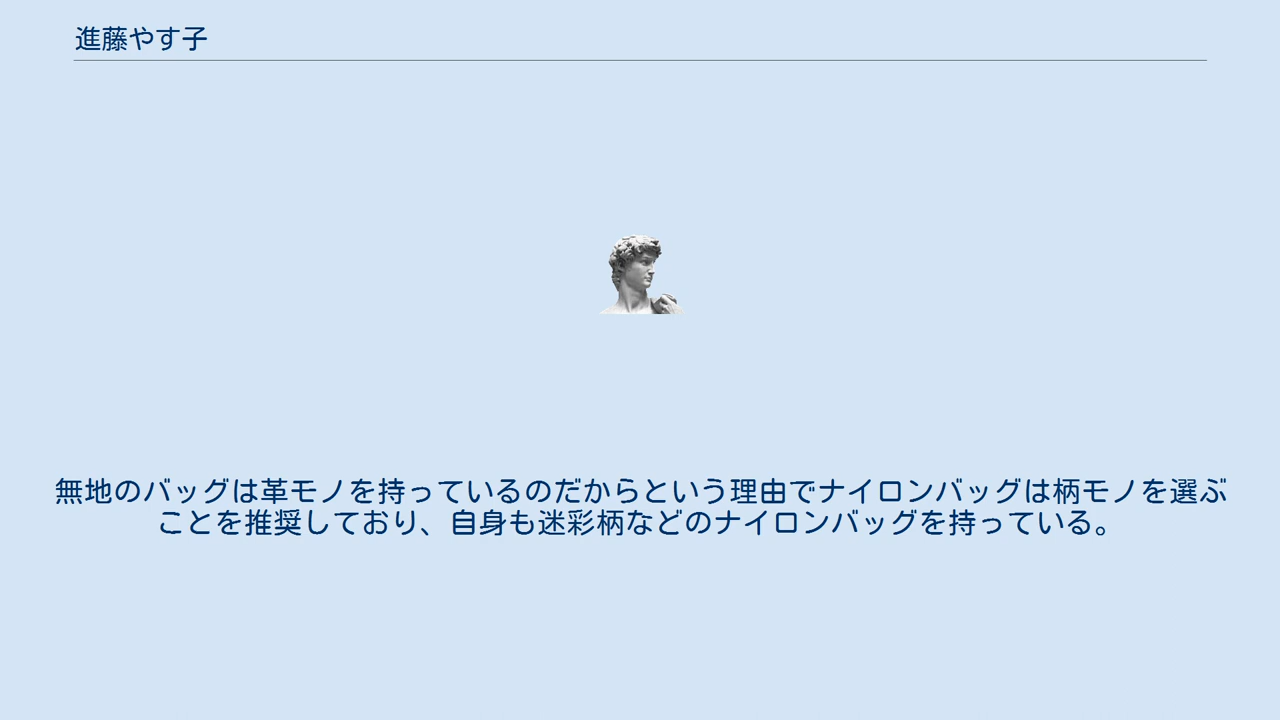 進藤やす子
無地のバッグは革モノを持っているのだからという理由でナイロンバッグは柄モノを選ぶ
ことを推奨しており、自身も迷彩柄などのナイロンバッグを持っている。